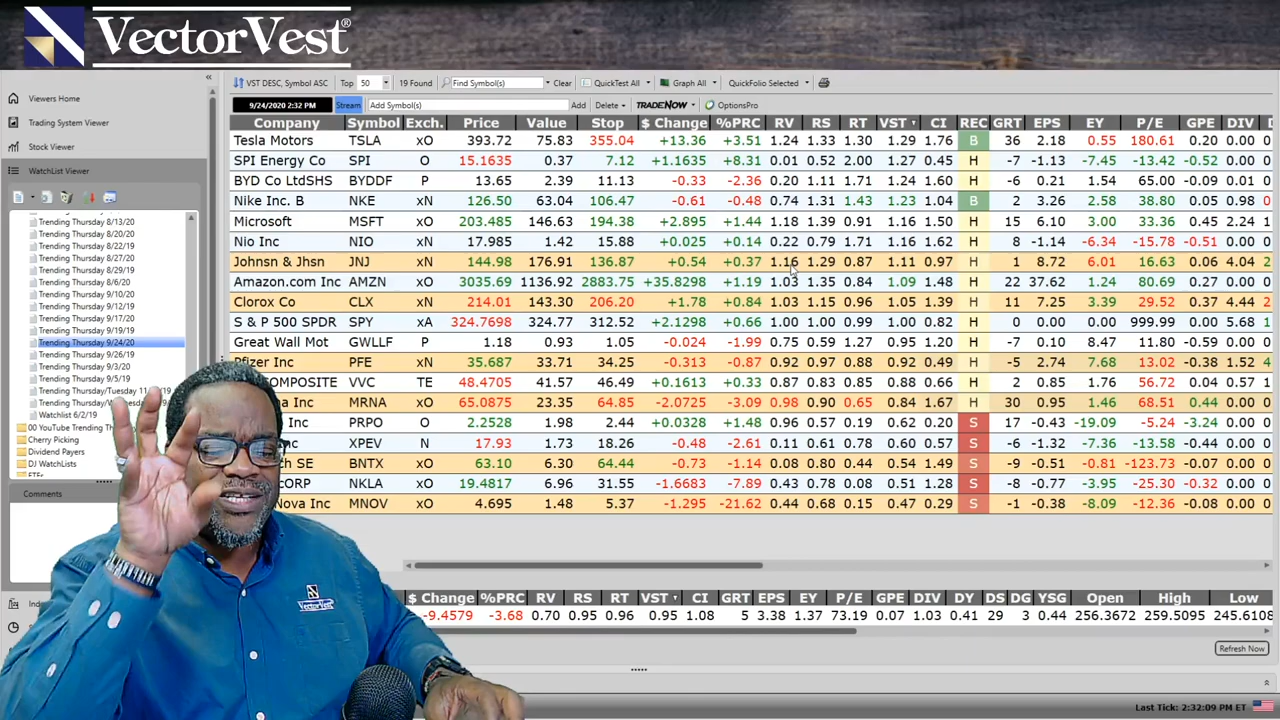 VectorVest®
VST DESC, Symbol ASC Top 50 19 Found Find Symbol(s) Clear QuickTest All Graph All QuickFolio Selected
9/24/2020 2:32 PM Stream Add Symbol(s) Add Delete TRADENOW OptionsPro
Viewers Home
Trading System Viewer
Stock Viewer
WatchList Viewer
Trending Thursday 8/13/20
Trending Thursday 8/20/20
Trending Thursday 8/22/19
Trending Thursday 8/27/20
Trending Thursday 8/29/19
Trending Thursday 8/6/20
Trending Thursday 9/10/20
Trending Thursday 9/12/19
Trending Thursday 9/17/20
Trending Thursday 9/19/19
Trending Thursday 9/24/20
Trending Thursday 9/26/19
Trending Thursday 9/3/20
Trending Thursday 9/5/19
Trending Thursday/Tuesday 11
Trending Thursday/Wednesday
Watchlist 6/2/19
00 YouTube Trending Th
Cherry Picking
Dividend Payers
DJ WatchLists
ETFs
Comments
Company Symbol Exch. Price Value Stop $ Change %PRC RV RS RT VST CI REC GRT EPS EY P/E GPE DIV D
Tesla Motors TSLA xO 393.72 75.83 355.04 +13.36 +3.51 1.24 1.33 1.30 1.29 1.76 B 36 2.18 0.55 180.61 0.20 0.00 0
SPI Energy Co SPI O 15.1635 0.37 7.12 +1.1635 +8.31 0.01 0.52 2.00 1.27 0.45 H -7 -1.13 -7.45 -13.42 -0.52 0.00 0
BYD Co LtdSHS BYDDF P 13.65 2.39 11.13 -0.33 -2.36 0.20 1.11 1.71 1.24 1.60 H -6 0.21 1.54 65.00 -0.09 0.01 0
Nike Inc. B NKE xN 126.50 63.04 106.47 -0.61 -0.48 0.74 1.31 1.43 1.23 1.04 B 2 3.26 2.58 38.80 0.05 0.98 0
Microsoft MSFT xO 203.485 146.63 194.38 +2.895 +1.44 1.18 1.39 0.91 1.16 1.50 H 15 6.10 3.00 33.36 0.45 2.24 1
Nio Inc NIO xN 17.985 1.42 15.88 +0.025 +0.14 0.22 0.79 1.71 1.16 1.62 H 8 -1.14 -6.34 -15.78 -0.51 0.00 0
Johnsn & Jhsn JNJ xN 144.98 176.91 136.87 +0.54 +0.37 1.16 1.29 0.87 1.11 0.97 H 1 8.72 6.01 16.63 0.06 4.04 2
Amazon.com Inc AMZN xO 3035.69 1136.92 2883.75 +35.8298 +1.19 1.03 1.35 0.84 1.09 1.48 H 22 37.62 1.24 80.69 0.27 0.00 0
Clorox Co CLX xN 214.01 143.30 206.20 +1.78 +0.84 1.03 1.15 0.96 1.05 1.39 H 11 7.25 3.39 29.52 0.37 4.44 2
S & P 500 SPDR SPY xA 324.7698 324.77 312.52 +2.1298 +0.66 1.00 1.00 0.99 1.00 0.82 H 0 0.00 0.00 999.99 0.00 5.68 1
Great Wall Mot GWLLF P 1.18 0.93 1.05 -0.024 -1.99 0.75 0.59 1.27 0.95 1.20 H -7 0.10 8.47 11.80 -0.59 0.00 0
Pfizer Inc PFE xN 35.687 33.71 34.25 -0.313 -0.87 0.92 0.97 0.88 0.92 0.49 H -5 2.74 7.68 13.02 -0.38 1.52 4
COMPOSITE VVC TE 48.4705 41.57 46.49 +0.1613 +0.33 0.87 0.83 0.85 0.88 0.66 H 2 0.85 1.76 56.72 0.04 0.57 1
Inc MRNA xO 65.0875 23.35 64.85 -2.0725 -3.09 0.98 0.90 0.65 0.84 1.67 H 30 0.95 1.46 68.51 0.44 0.00 0
Inc PRPO xO 2.2528 1.98 2.44 +0.0328 +1.48 0.96 0.57 0.19 0.62 0.20 S 17 -0.43 -19.09 -5.24 -3.24 0.00 0
nc XPEV N 17.93 1.73 18.26 -0.48 -2.61 0.11 0.61 0.78 0.60 0.57 S -6 -1.32 -7.36 -13.58 -0.44 0.00 0
ch SE BNTX xO 63.10 6.30 64.44 -0.73 -1.14 0.08 0.80 0.44 0.54 1.49 S -9 -0.51 -0.81 -123.73 -0.07 0.00 0
CORP NKLA xO 19.4817 6.96 31.55 -1.6683 -7.89 0.43 0.78 0.08 0.51 1.28 S -8 -0.77 -3.95 -25.30 -0.32 0.00 0
Nova Inc MNOV xO 4.695 1.48 5.37 -1.295 -21.62 0.44 0.68 0.15 0.47 0.29 S -1 -0.38 -8.09 -12.36 -0.08 0.00 0
$ Change %PRC RV RS RT VST CI GRT EPS EY P/E GPE DIV DY DS DG YSG Open High Low
-9.4579 -3.68 0.70 0.95 0.96 0.95 1.08 5 3.38 1.37 73.19 0.07 1.03 0.41 29 3 0.44 256.3672 259.5095 245.6108
Refresh Now
Last Tick: 2:32:09 PM ET